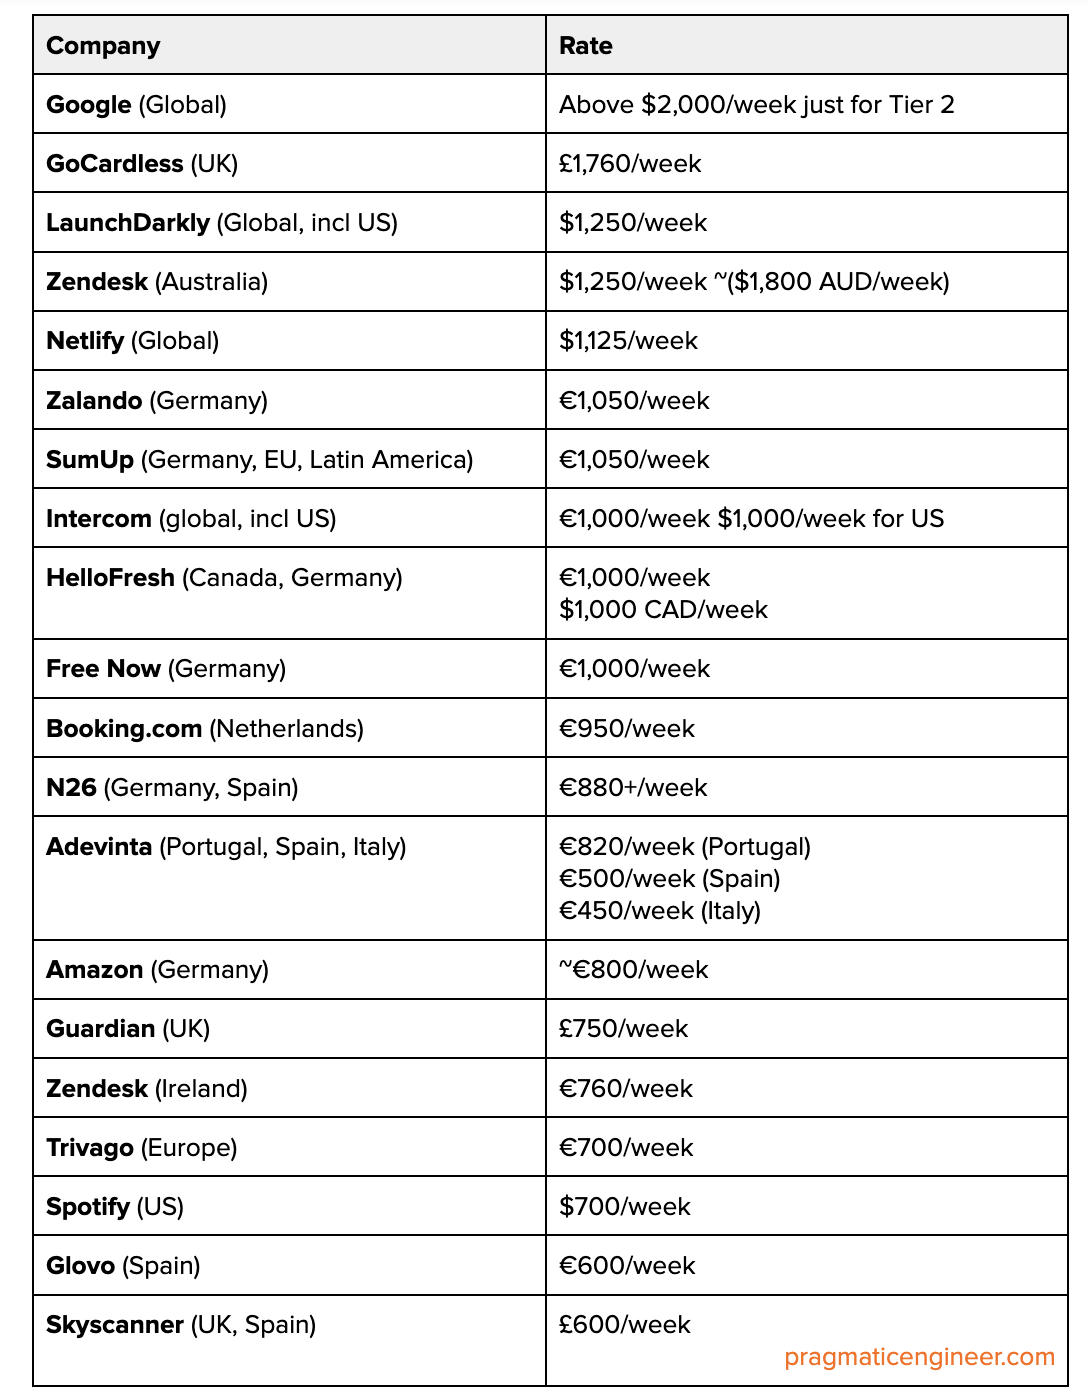 Company Rate
Google (Global) Above $2,000/week just for Tier 2
GoCardless (UK) £1,760/week
LaunchDarkly (Global, incl US) $1,250/week
Zendesk (Australia) $1,250/week ~($1,800 AUD/week)
Netlify (Global) $1,125/week
Zalando (Germany) €1,050/week
SumUp (Germany, EU, Latin America) €1,050/week
Intercom (global, incl US) €1,000/week $1,000/week for US
HelloFresh (Canada, Germany) €1,000/week
$1,000 CAD/week
Free Now (Germany) €1,000/week
Booking.com (Netherlands) €950/week
N26 (Germany, Spain) €880+/week
Adevinta (Portugal, Spain, Italy) €820/week (Portugal)
€500/week (Spain)
€450/week (Italy)
Amazon (Germany) ~€800/week
Guardian (UK) £750/week
Zendesk (Ireland) €760/week
Trivago (Europe) €700/week
Spotify (US) $700/week
Glovo (Spain) €600/week
Skyscanner (UK, Spain) £600/week
pragmaticengineer.com